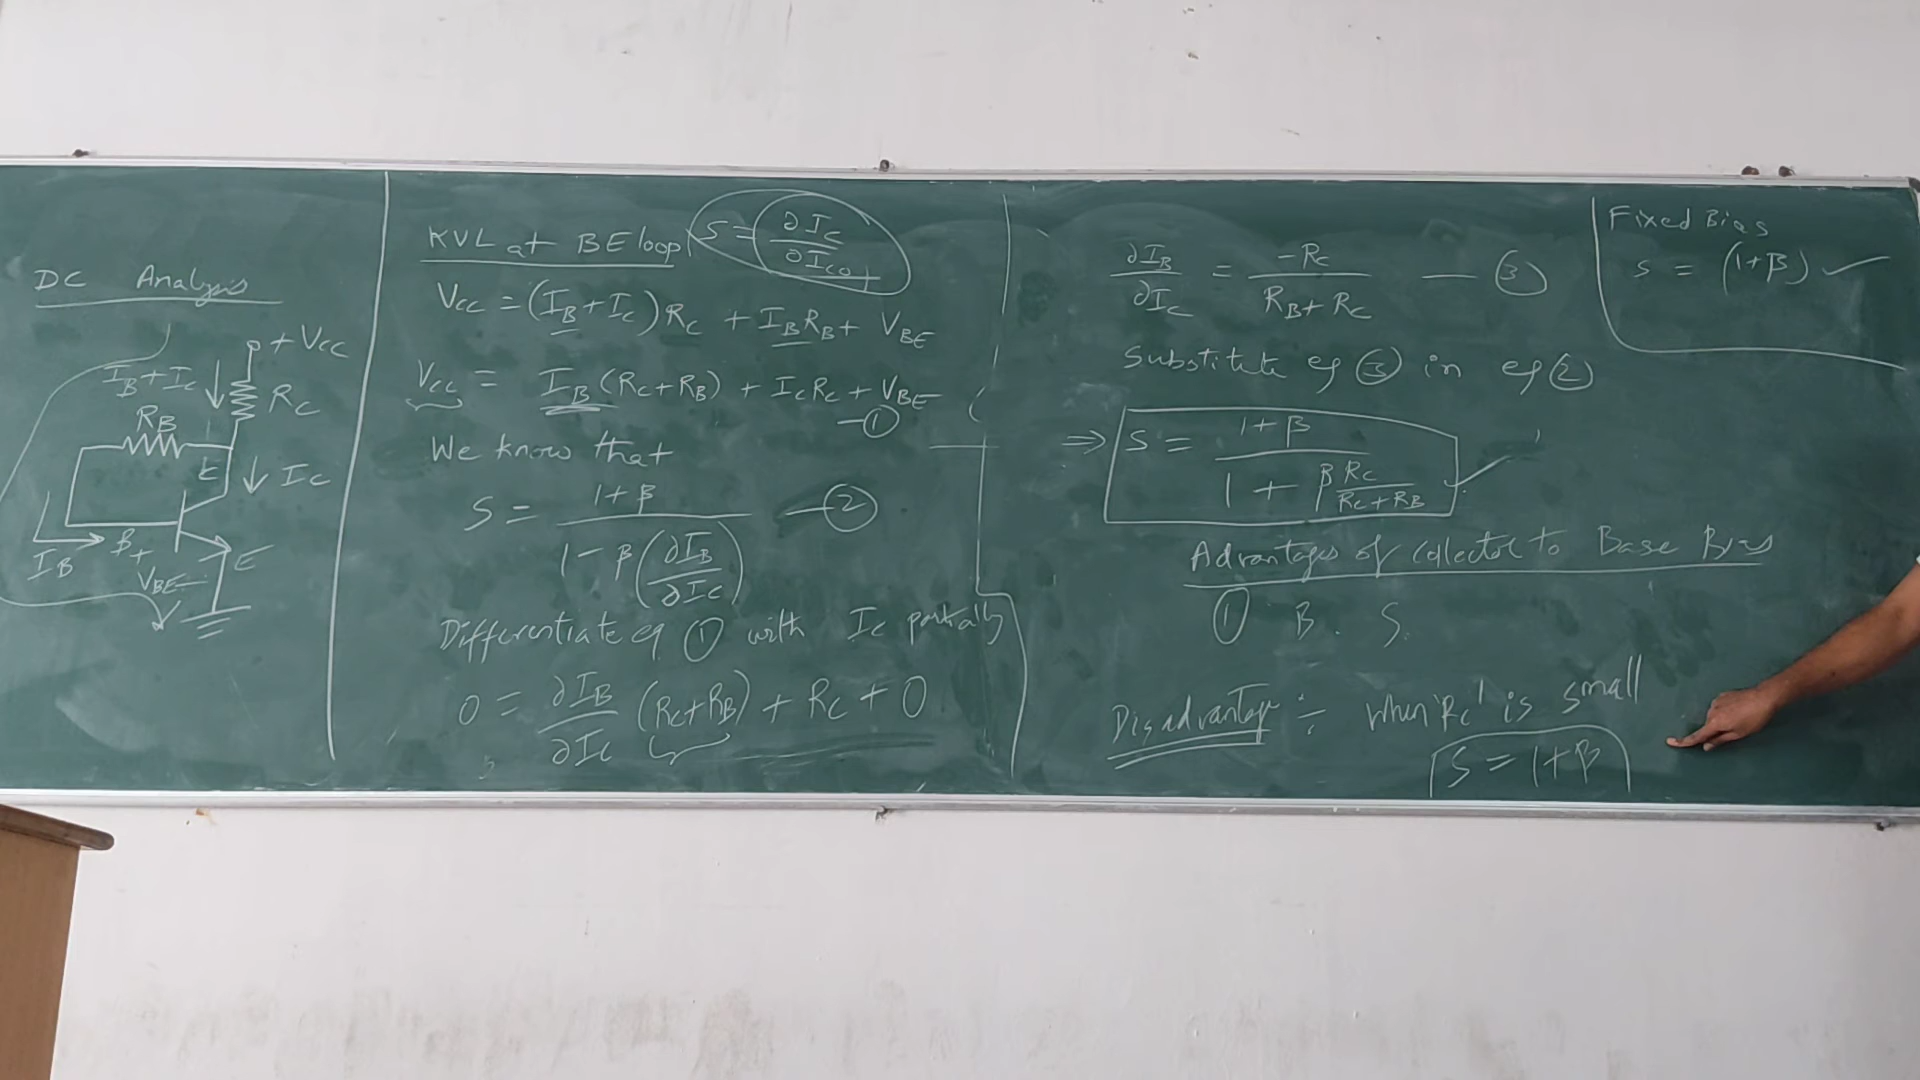 DC Analysis
+ VCC
IB+IC
RC
RB
C
IC
B
+
IB
VBE
-
E
KVL at BE loop
S = ∂IC/∂ICO
VCC = (IB+IC)RC + IBRB + VBE
VCC = IB(RC+RB) + ICRC + VBE
—①
We know that
S = 1+β / 1-β(∂IB/∂IC) —②
Differentiate eq ① with IC partially
0 = ∂IB/∂IC (RC+RB) + RC + 0
∂IB/∂IC = -RC / RB+RC —③
Substitute eq ③ in eq ②
⇒ S = 1+β / 1+β RC/RC+RB
Advantages of collector to Base Bias
① B. S.
Disadvantage ÷ when 'RC' is small
S = 1+β
Fixed Bias
S = (1+β) ✓